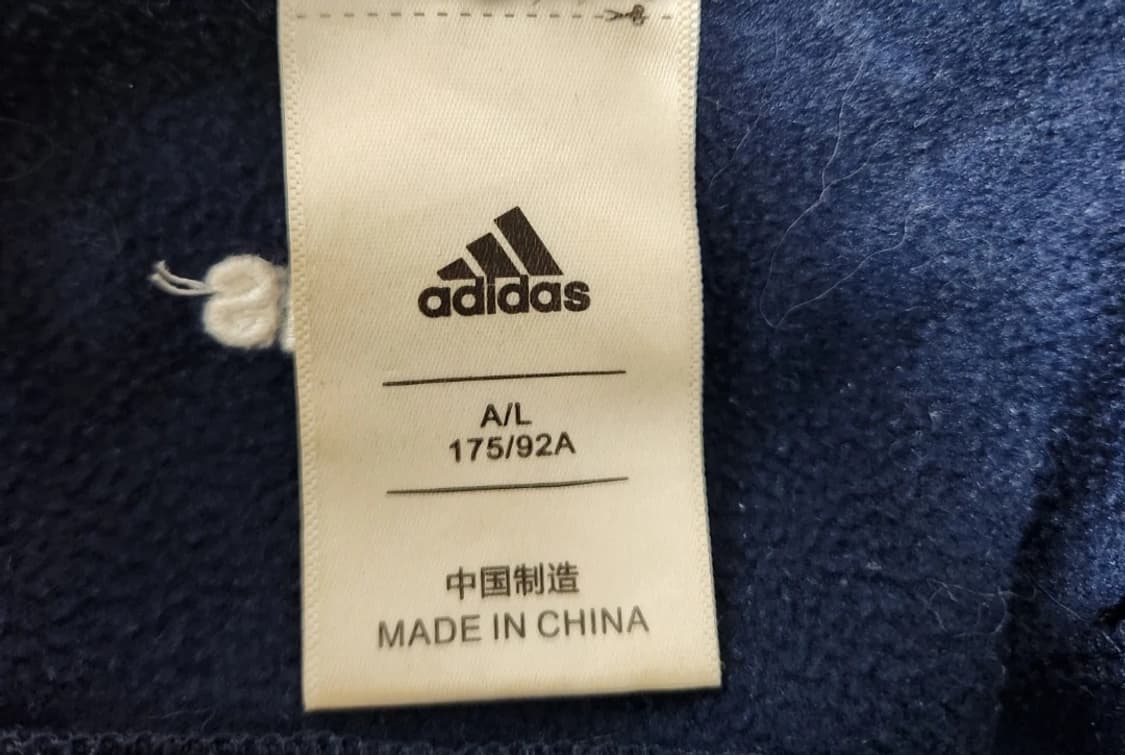 adidas
A/L
175/92A
中国制造
MADE IN CHINA